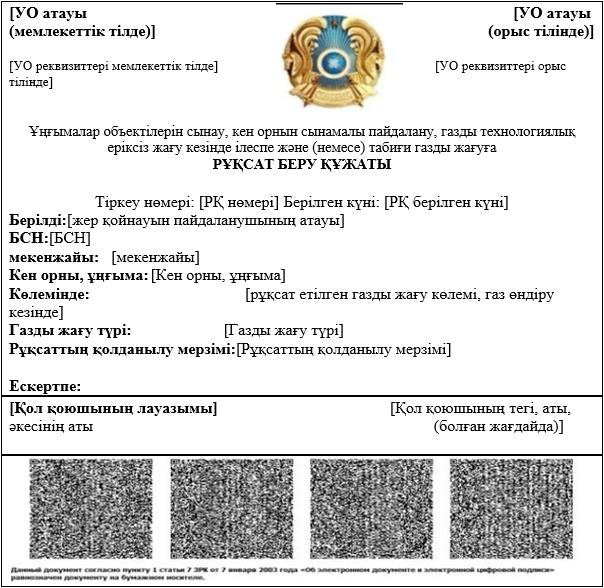 [УО атауы [УО атауы
(мемлекеттік тілде)] (орыс тілінде)]
[УО реквизиттері мемлекеттік тілде] [УО реквизиттері орыс
тілінде]
Ұңғымалар объектілерін сынау, кен орнын сынамалы пайдалану, газды технологиялық
еріксіз жағу кезінде ілеспе және (немесе) табиғи газды жағуға
РҰҚСАТ БЕРУ ҚҰЖАТЫ
Тіркеу нөмері: [РҚ нөмері] Берілген күні: [РҚ берілген күні]
Берілді:[жер қойнауын пайдаланушының атауы]
БСН:[БСН]
мекенжайы: [мекенжайы]
Кен орны, ұңғыма: [Кен орны, ұңғыма]
Көлемінде: [рұқсат етілген газды жағу көлемі, газ өндіру
кезінде]
Газды жағу түрі: [Газды жағу түрі]
Рұқсаттың қолданылу мерзімі:[Рұқсаттың қолданылу мерзімі]
Ескертпе:
[Қол қоюшының лауазымы] [Қол қоюшының тегі, аты,
әкесінің аты (болған жағдайда)]
Данный документ согласно пункту 1 статьи 7 ЗРК от 7 января 2003 года «Об электронном документе и электронной цифровой подписи»
равнозначен документу на бумажном носителе.